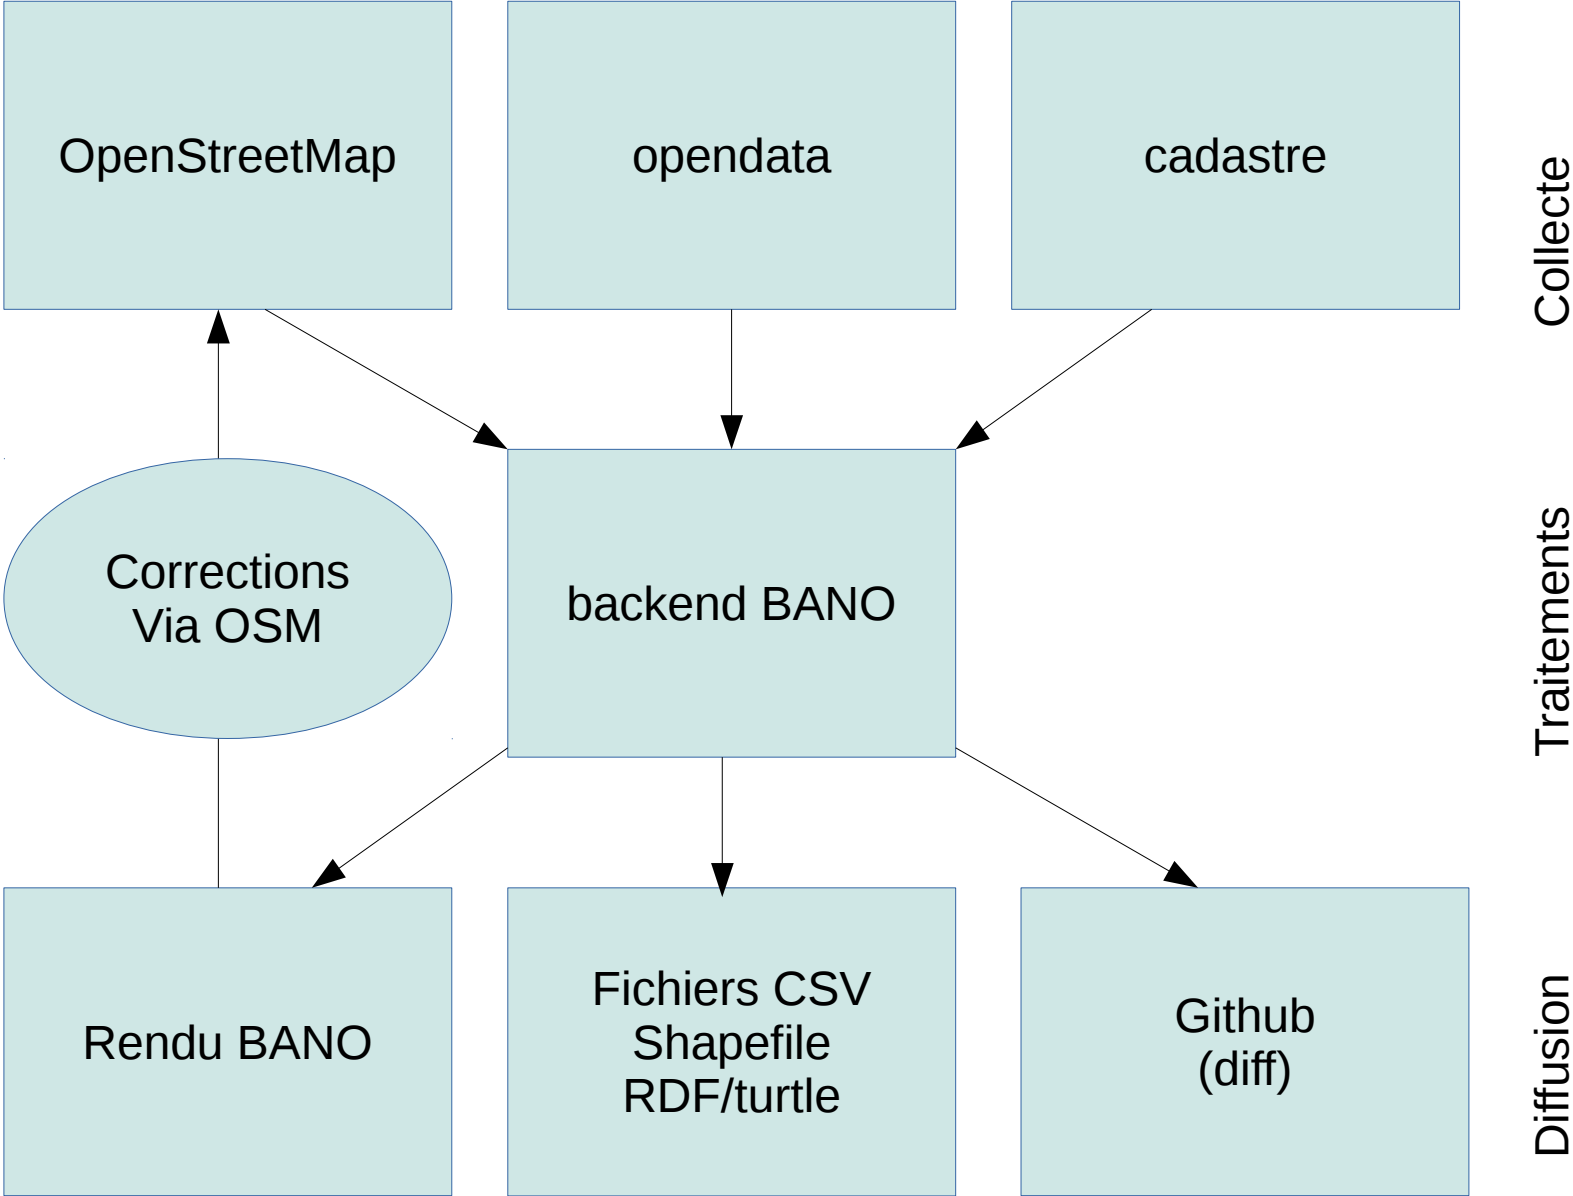 OpenStreetMap
opendata
cadastre
Collecte
Corrections
Via OSM
backend BANO
Traitements
Rendu BANO
Fichiers CSV
Shapefile
RDF/turtle
Github
(diff)
Diffusion